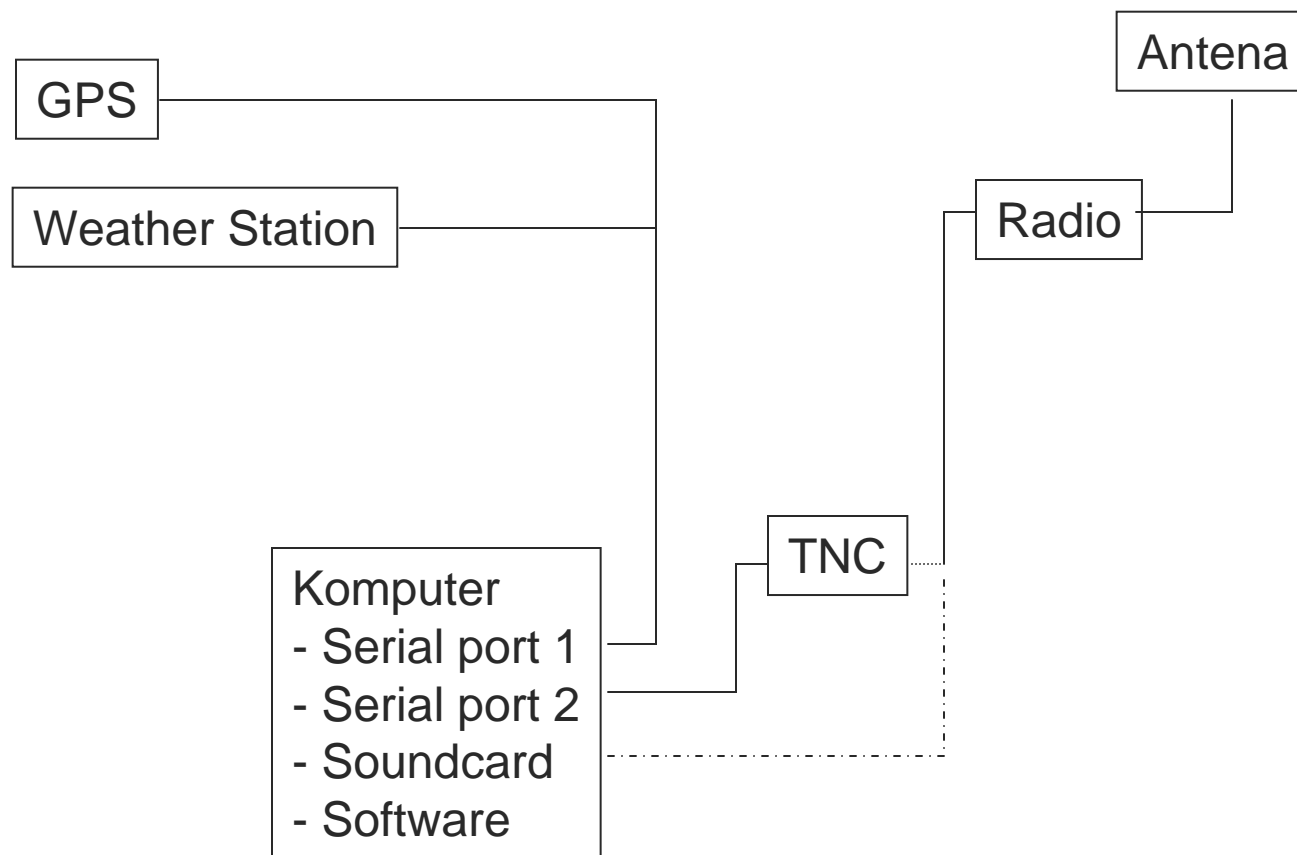 Antena
GPS
Weather Station
Radio
TNC
Komputer
- Serial port 1
- Serial port 2
- Soundcard
- Software